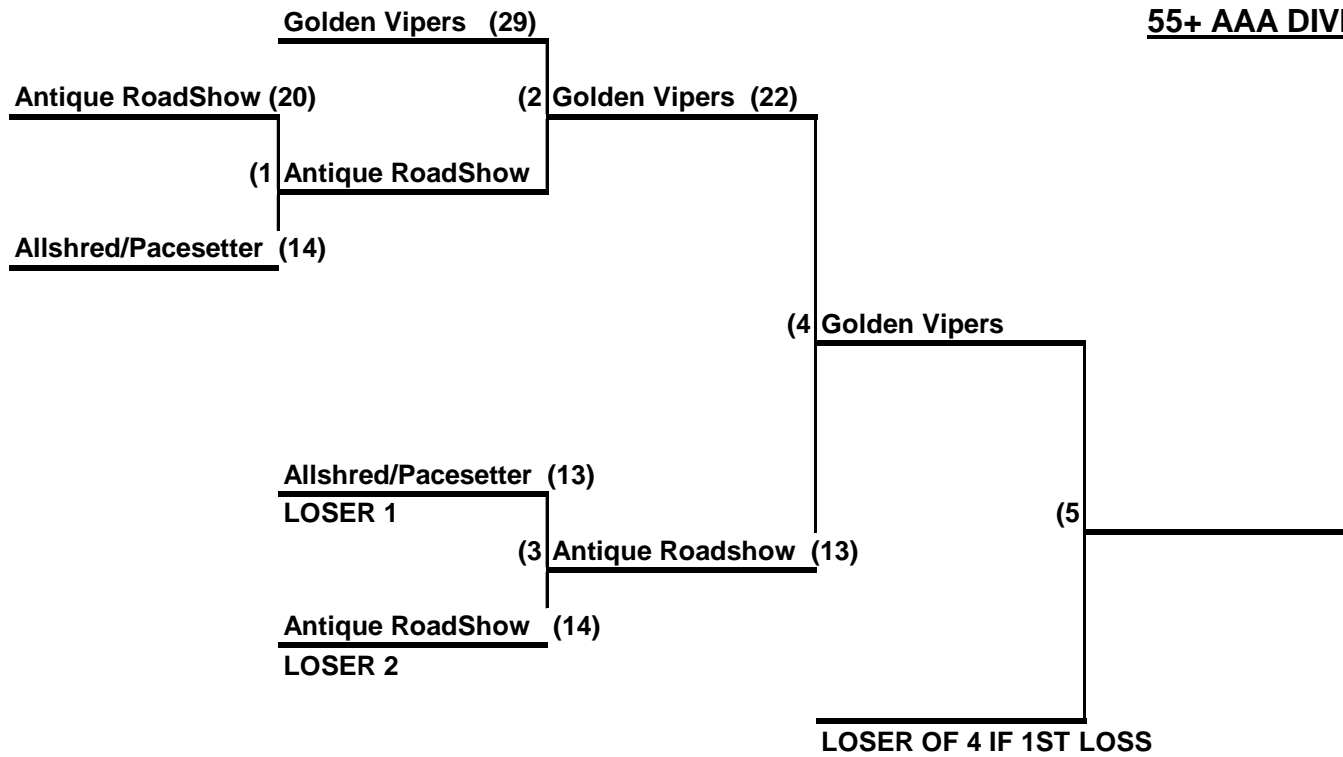 Golden Vipers (29)
55+ AAA DIVI
Antique RoadShow (20)
(2 Golden Vipers (22)
(1 Antique RoadShow
Allshred/Pacesetter (14)
(4 Golden Vipers
Allshred/Pacesetter (13)
LOSER 1
(5
(3 Antique Roadshow (13)
Antique RoadShow (14)
LOSER 2
LOSER OF 4 IF 1ST LOSS